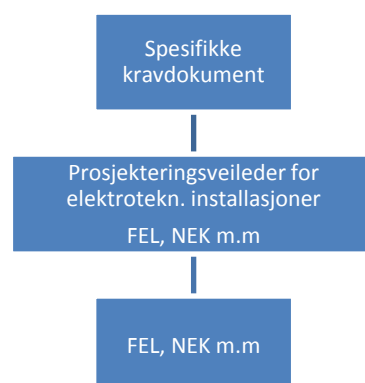 Spesifikke
kravdokument
Prosjekteringsveileder for
elektrotekn. installasjoner
FEL, NEK m.m
FEL, NEK m.m